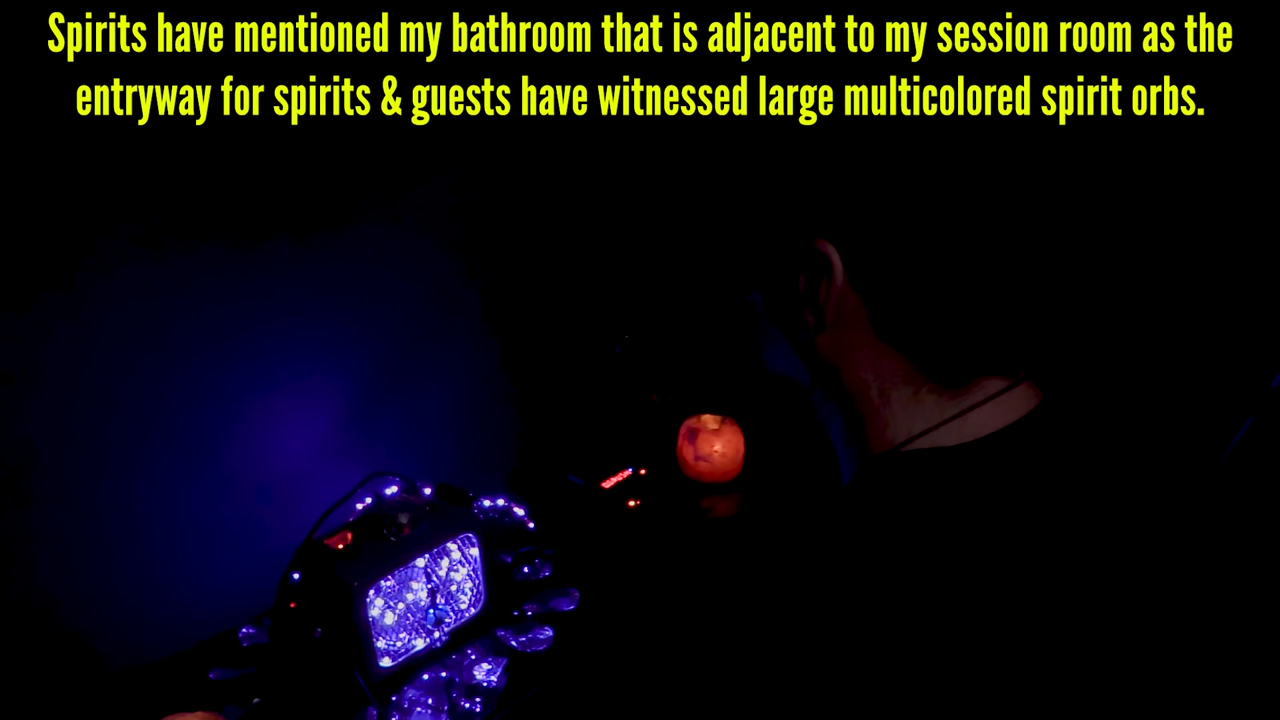 Spirits have mentioned my bathroom that is adjacent to my session room as the
entryway for spirits & guests have witnessed large multicolored spirit orbs.